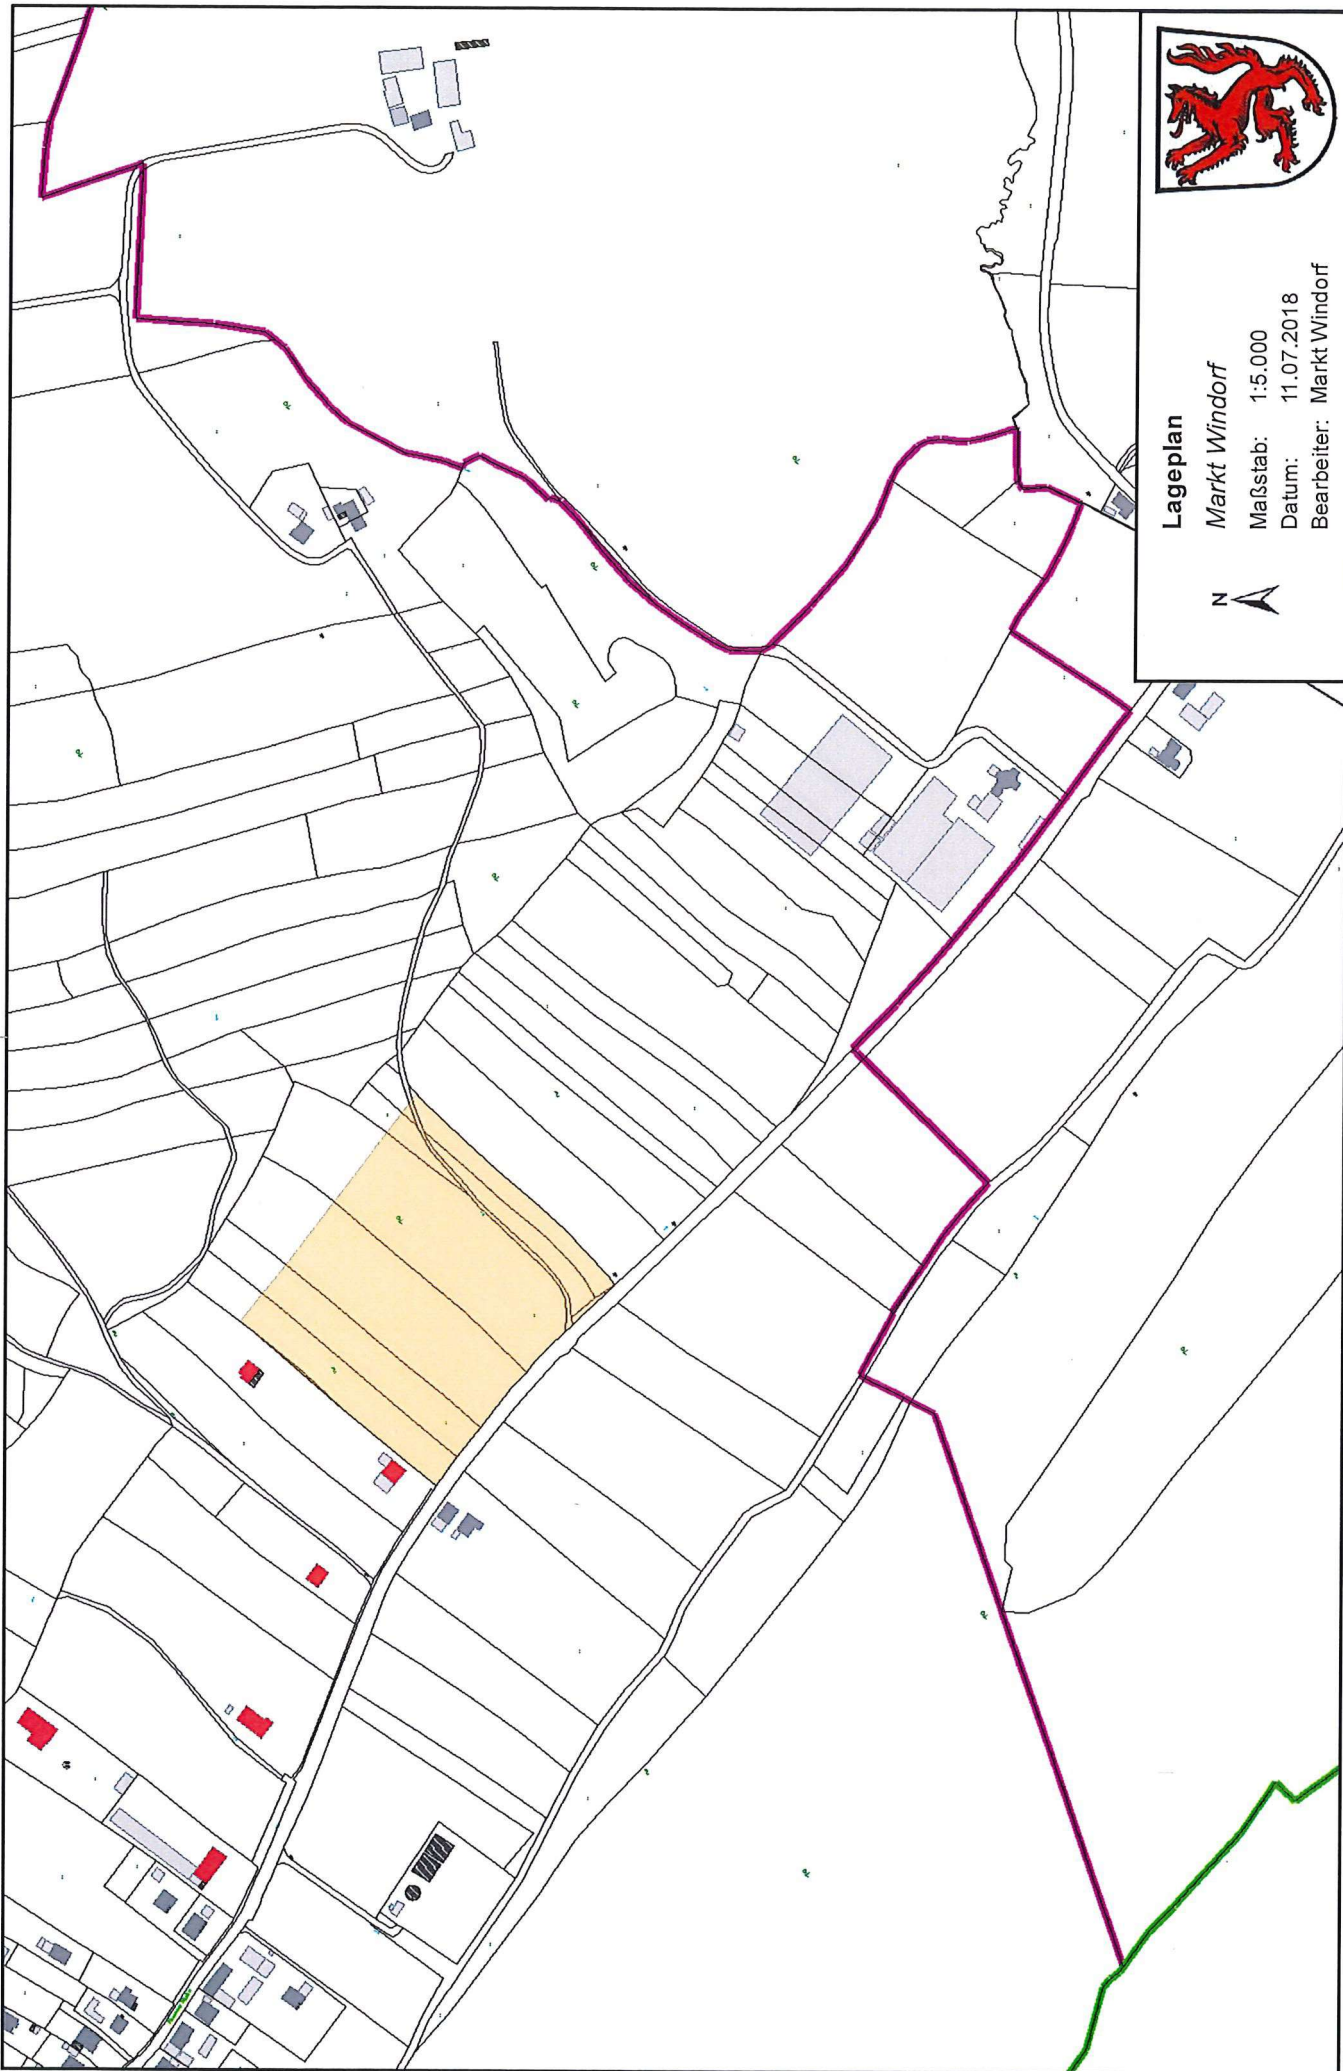 Lageplan
Markt Windorf
Maßstab: 1:5.000
Datum: 11.07.2018
Bearbeiter: Markt Windorf
N